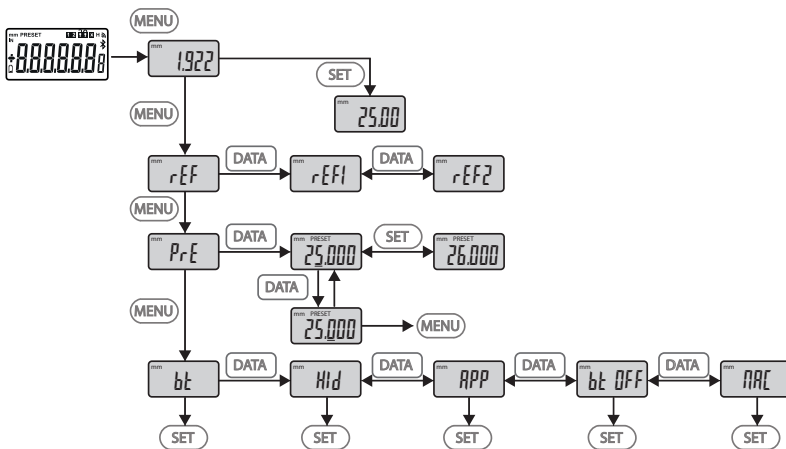 MENU
mm PRESET
IN
8.8.8.8.8.8 8
H
mm
1.922
SET
mm
25.00
MENU
mm
rEF
DATA
mm
rEF1
DATA
mm
rEF2
MENU
mm
PrE
DATA
mm PRESET
25.000
SET
mm PRESET
26.000
DATA
mm PRESET
25.000
MENU
MENU
mm
bt
DATA
mm
HId
DATA
mm
APP
DATA
mm
bt OFF
DATA
mm
MAC
SET
SET
SET
SET
SET